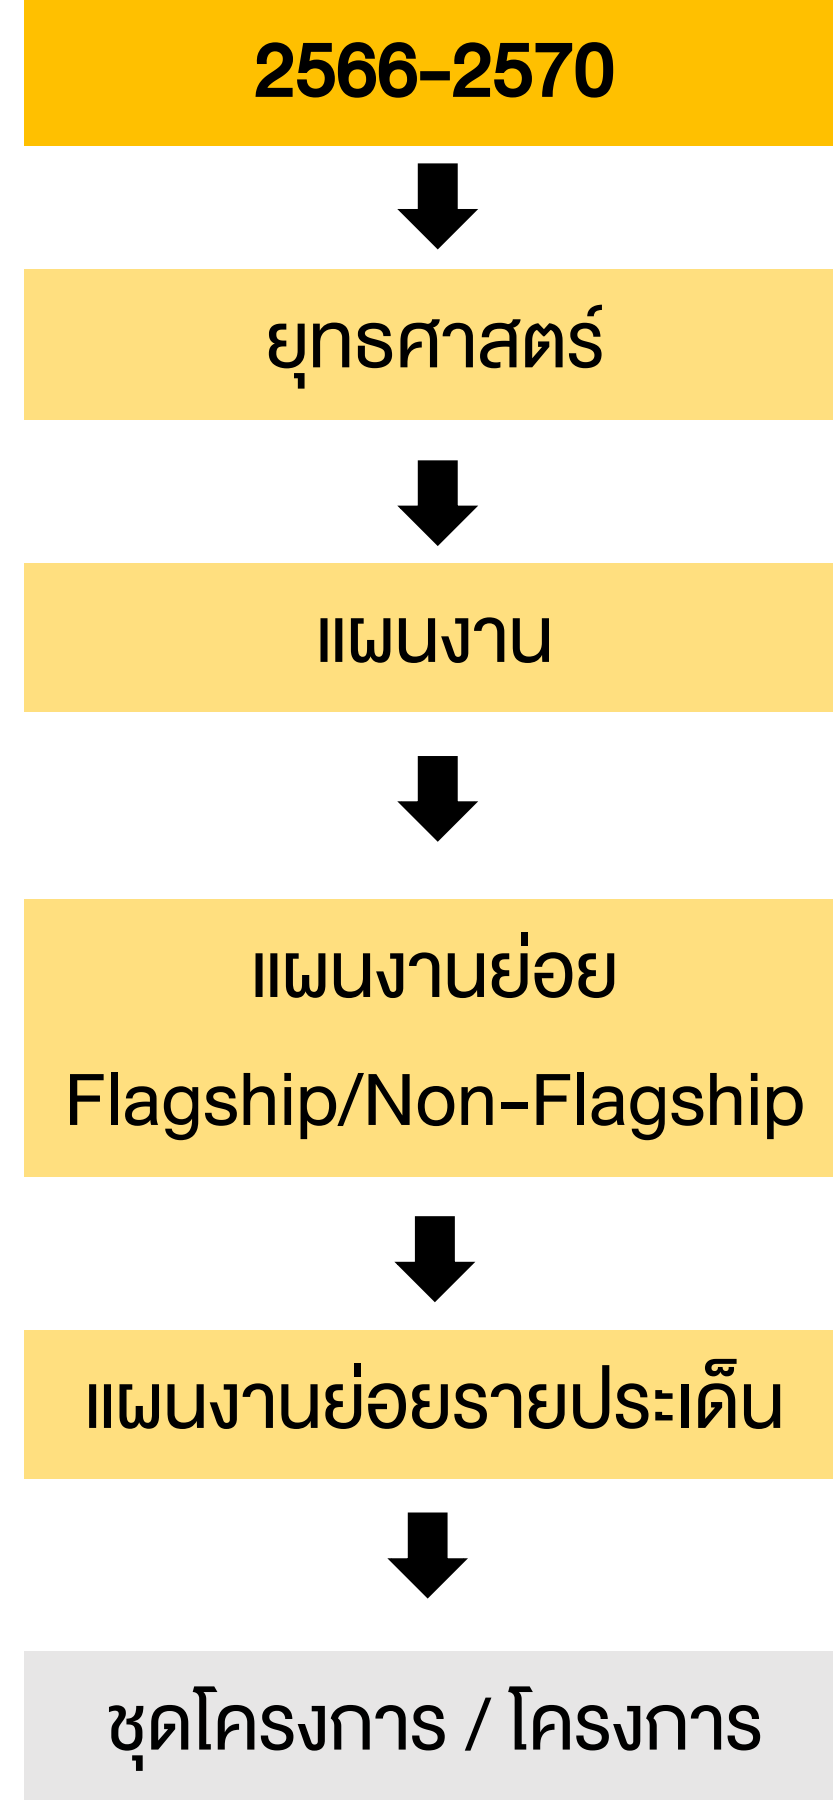 2566-2570
ยุทธศาสตร์
แผนงาน
แผนงานย่อย
Flagship/Non-Flagship
แผนงานย่อยรายประเด็น
ชุดโครงการ / โครงการ